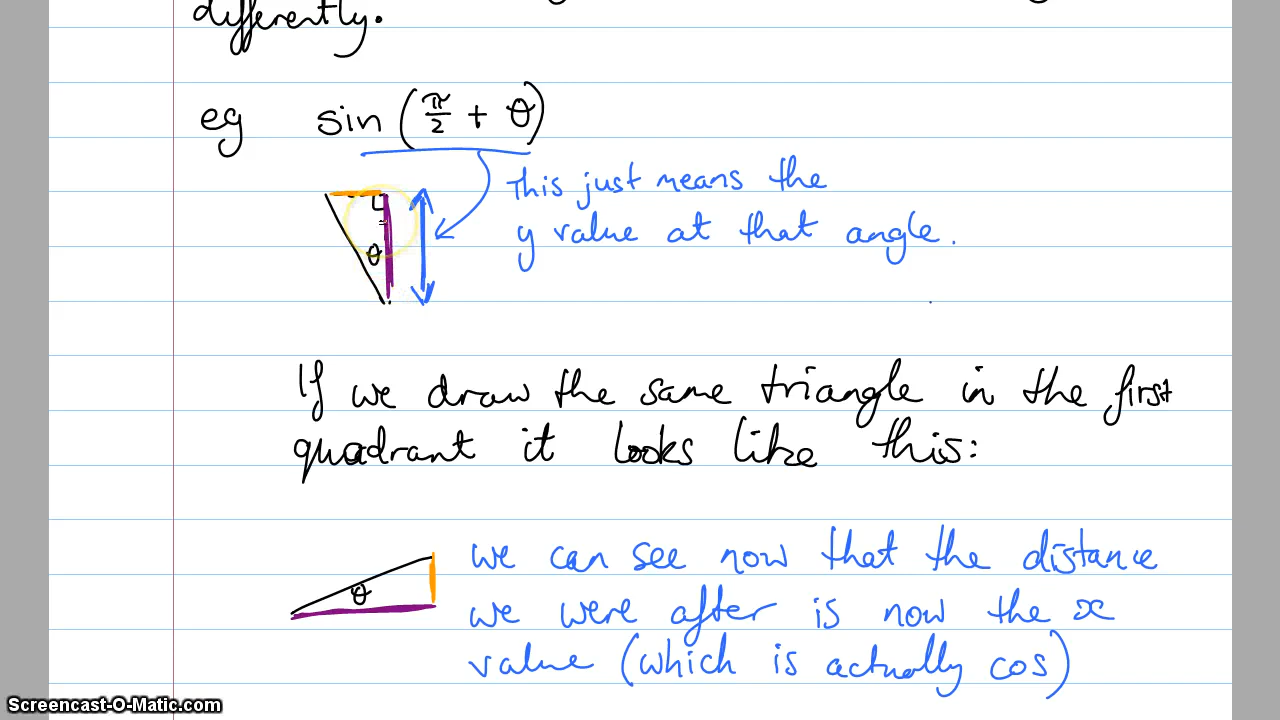 differently.
eg sin (π/2 + θ)
This just means the
y value at that angle.
θ
If we draw the same triangle in the first
quadrant it looks like this:
we can see now that the distance
θ
we were after is now the x
value (which is actually cos)
Screencast-O-Matic.com